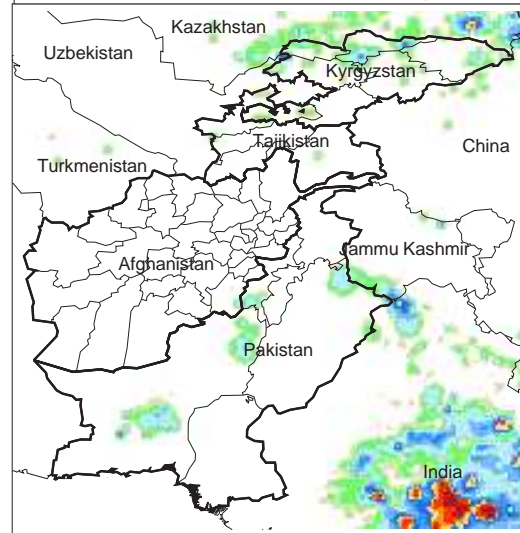 Kazakhstan
Uzbekistan
Kyrgyzstan
Tajikistan
China
Turkmenistan
Jammu Kashmir
Afghanistan
Pakistan
India